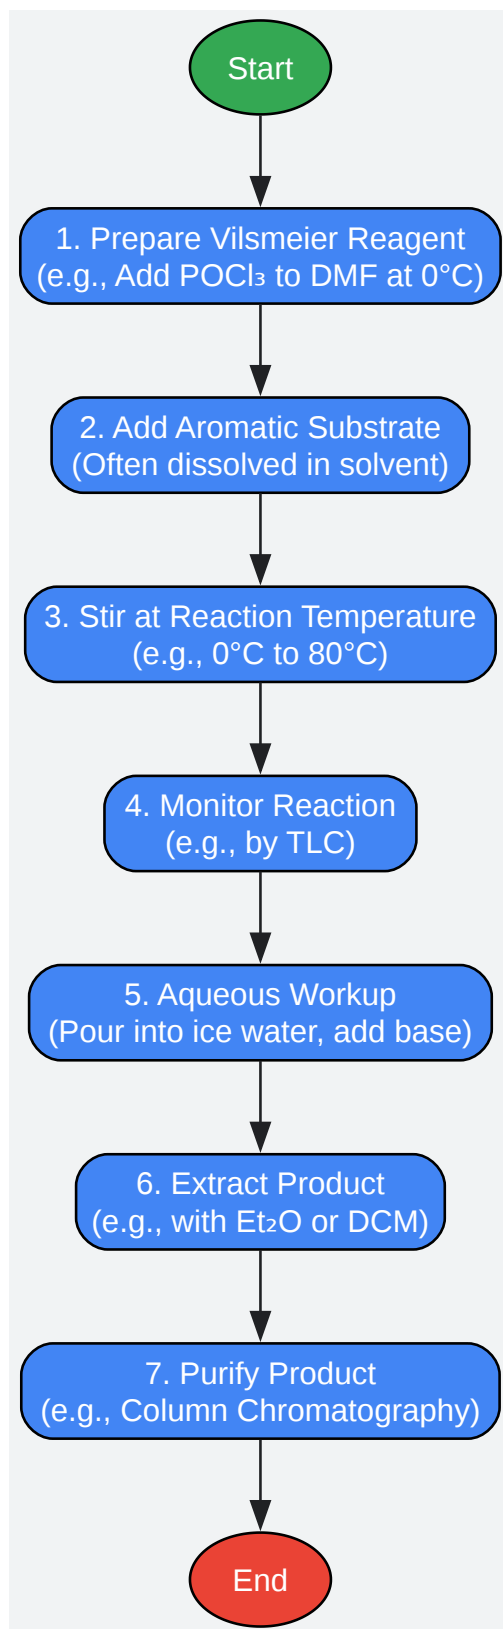 Start
1. Prepare Vilsmeier Reagent
(e.g., Add POCl₃ to DMF at 0°C)
2. Add Aromatic Substrate
(Often dissolved in solvent)
3. Stir at Reaction Temperature
(e.g., 0°C to 80°C)
4. Monitor Reaction
(e.g., by TLC)
5. Aqueous Workup
(Pour into ice water, add base)
6. Extract Product
(e.g., with Et₂O or DCM)
7. Purify Product
(e.g., Column Chromatography)
End